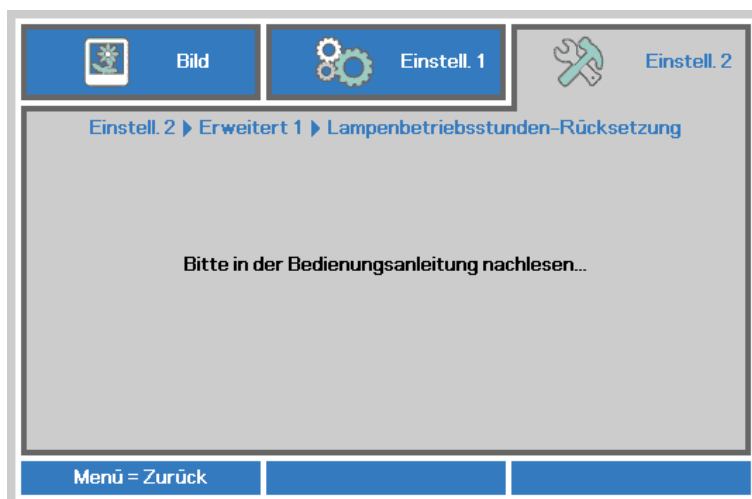 Bild
Einstell. 1
Einstell. 2
Einstell. 2 ▶ Erweitert 1 ▶ Lampenbetriebsstunden-Rücksetzung
Bitte in der Bedienungsanleitung nachlesen...
Menü = Zurück